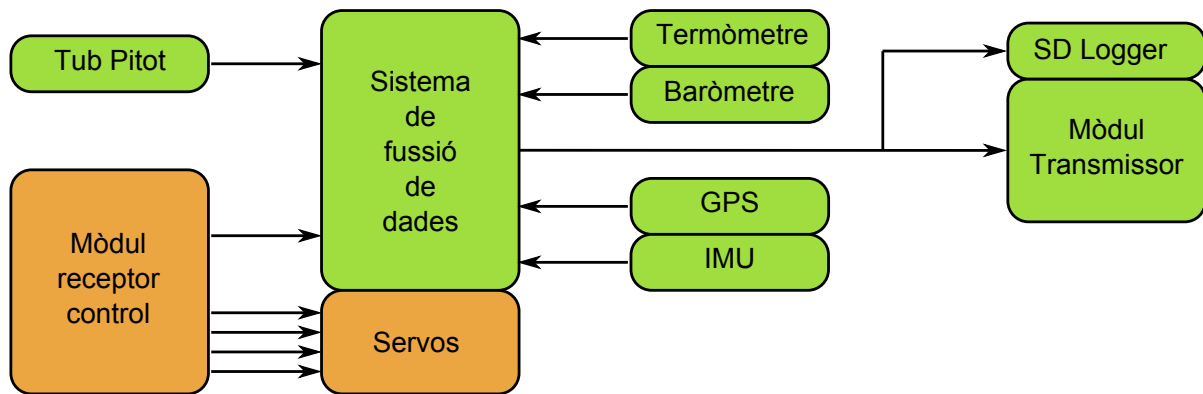 Tub Pitot
Sistema
de
fussió
de
dades
Termòmetre
Baròmetre
SD Logger
Mòdul
Transmissor
GPS
IMU
Mòdul
receptor
control
Servos